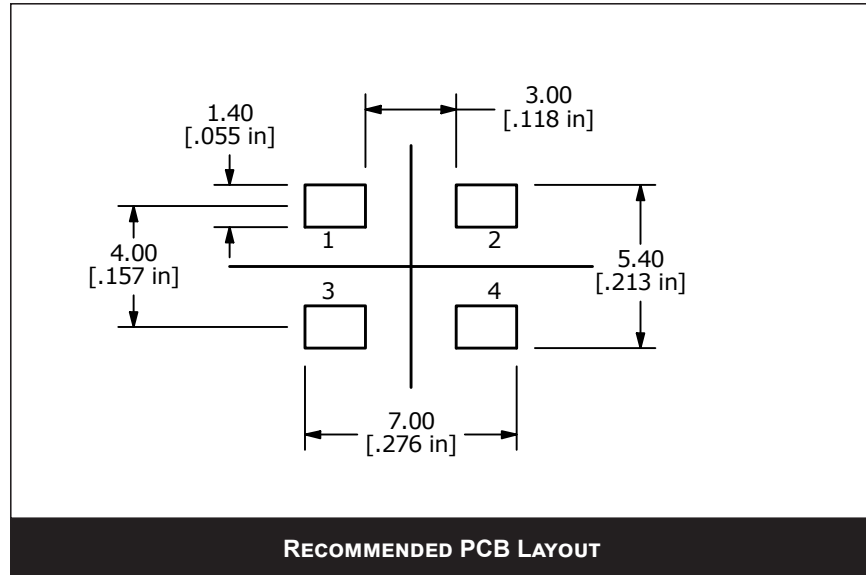 3.00
[.118 in]
1.40
[.055 in]
1
2
4.00
[.157 in]
5.40
[.213 in]
3
4
7.00
[.276 in]
RECOMMENDED PCB LAYOUT